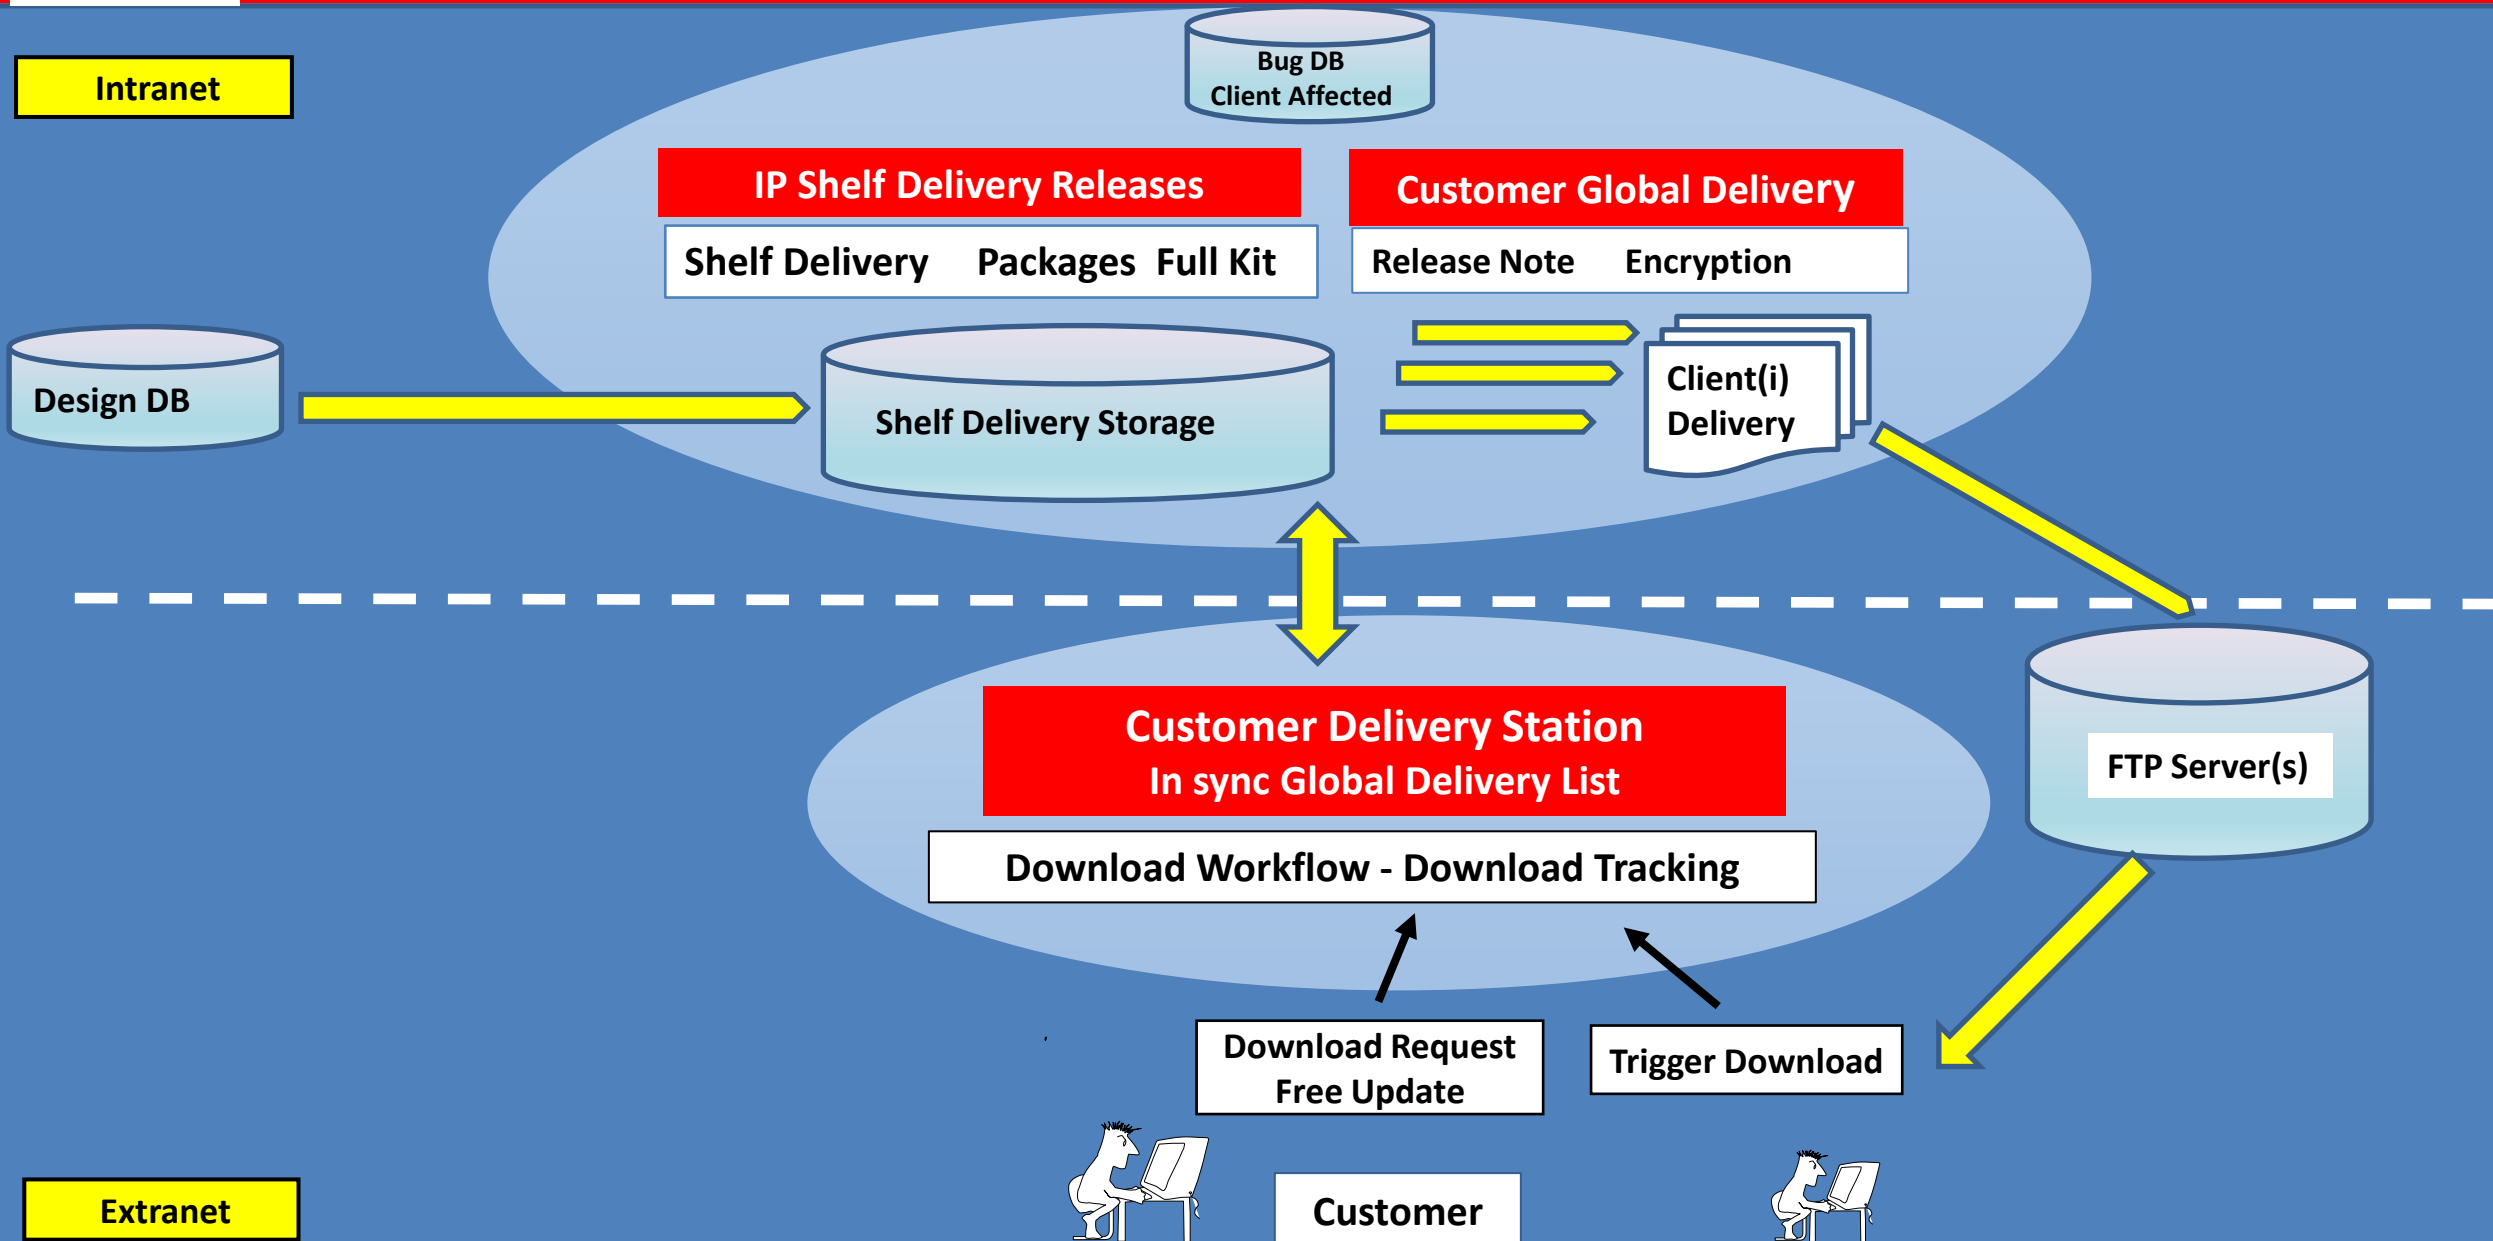 Bug DB
Client Affected
Intranet
IP Shelf Delivery Releases
Customer Global Delivery
Shelf Delivery Packages Full Kit
Release Note Encryption
Design DB
Shelf Delivery Storage
Client(i)
Delivery
Customer Delivery Station
In sync Global Delivery List
FTP Server(s)
Download Workflow - Download Tracking
Download Request
Free Update
Trigger Download
Extranet
Customer